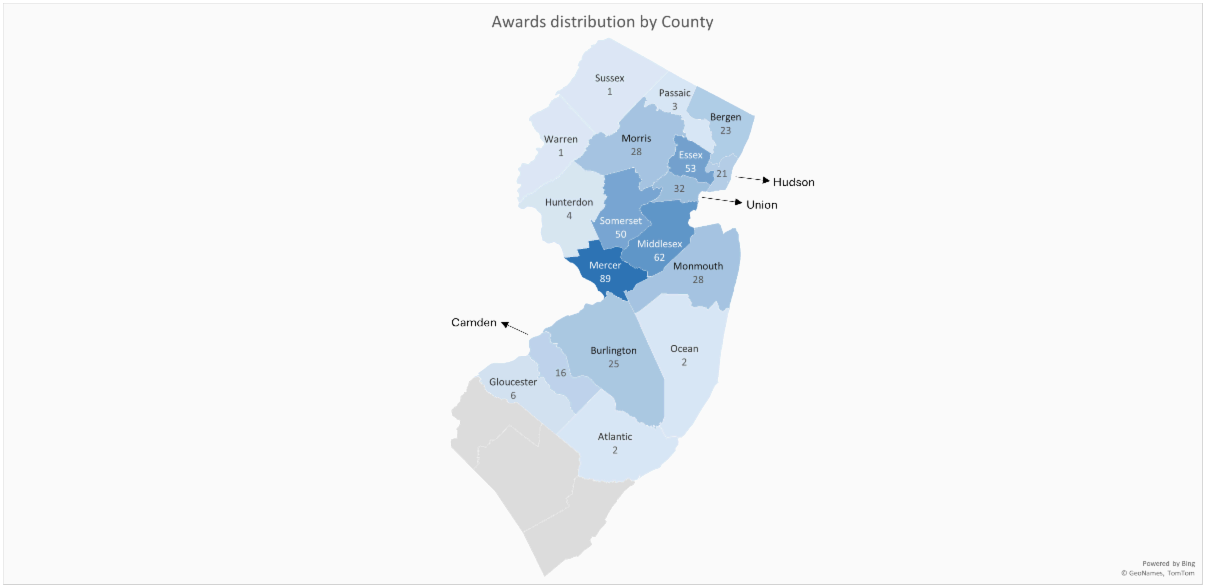 Awards distribution by County
Sussex
1
Passaic
3
Bergen
23
Warren
1
Morris
28
Essex
53
21
Hudson
32
Union
Hunterdon
4
Somerset
50
Middlesex
62
Mercer
89
Monmouth
28
Camden
Burlington
25
Ocean
2
16
Gloucester
6
Atlantic
2
Powered by Bing
© GeoNames, TomTom